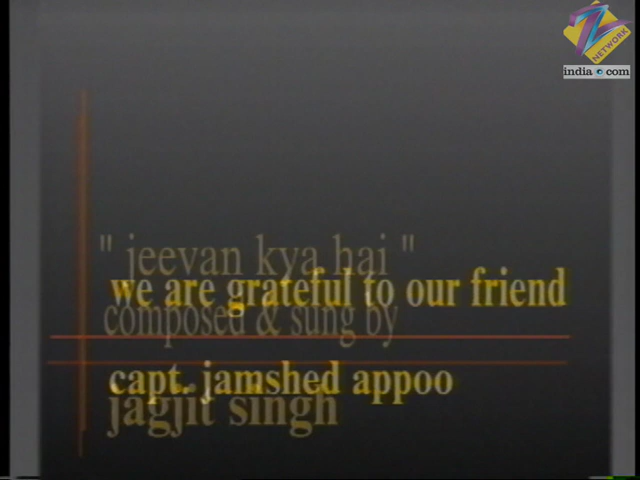 NETWORK
india com
" jeevan kya hai "
we are grateful to our friend
composed & sung by
capt. jamshed appoo
jagjit singh